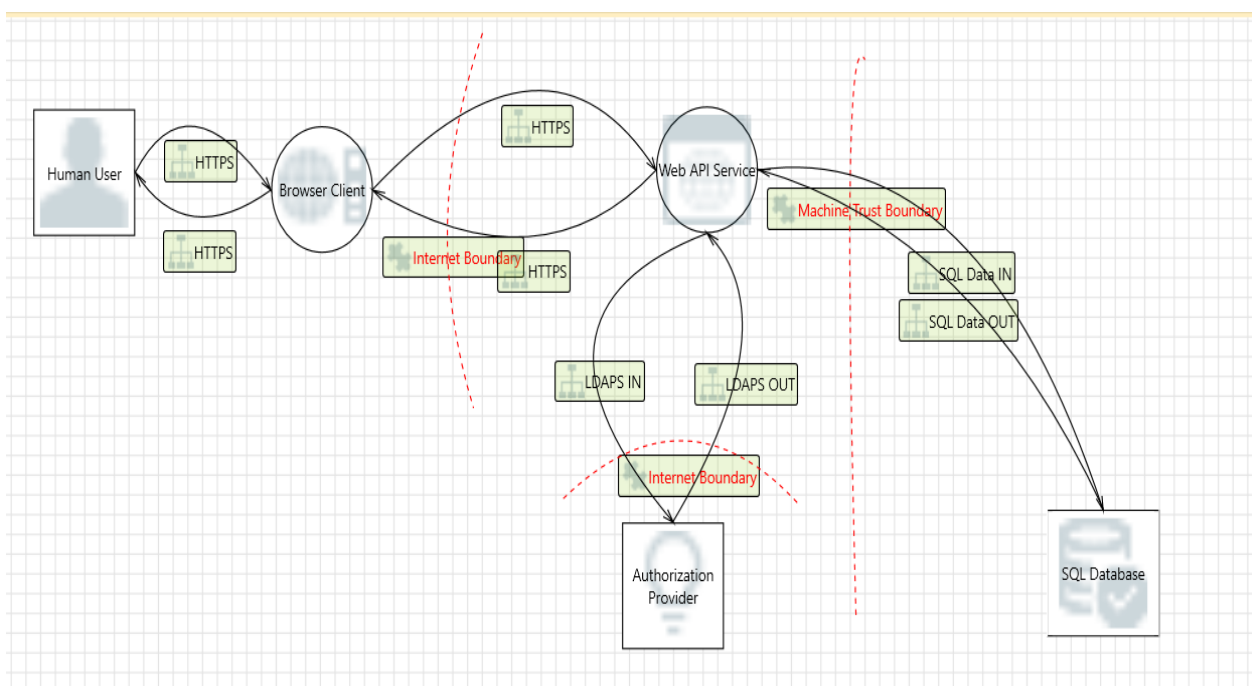 HTTPS
HTTPS
Human User
Browser Client
Web API Service
Machine Trust Boundary
HTTPS
Internet Boundary
HTTPS
SQL Data IN
SQL Data OUT
LDAPS IN
LDAPS OUT
Internet Boundary
Authorization
Provider
SQL Database